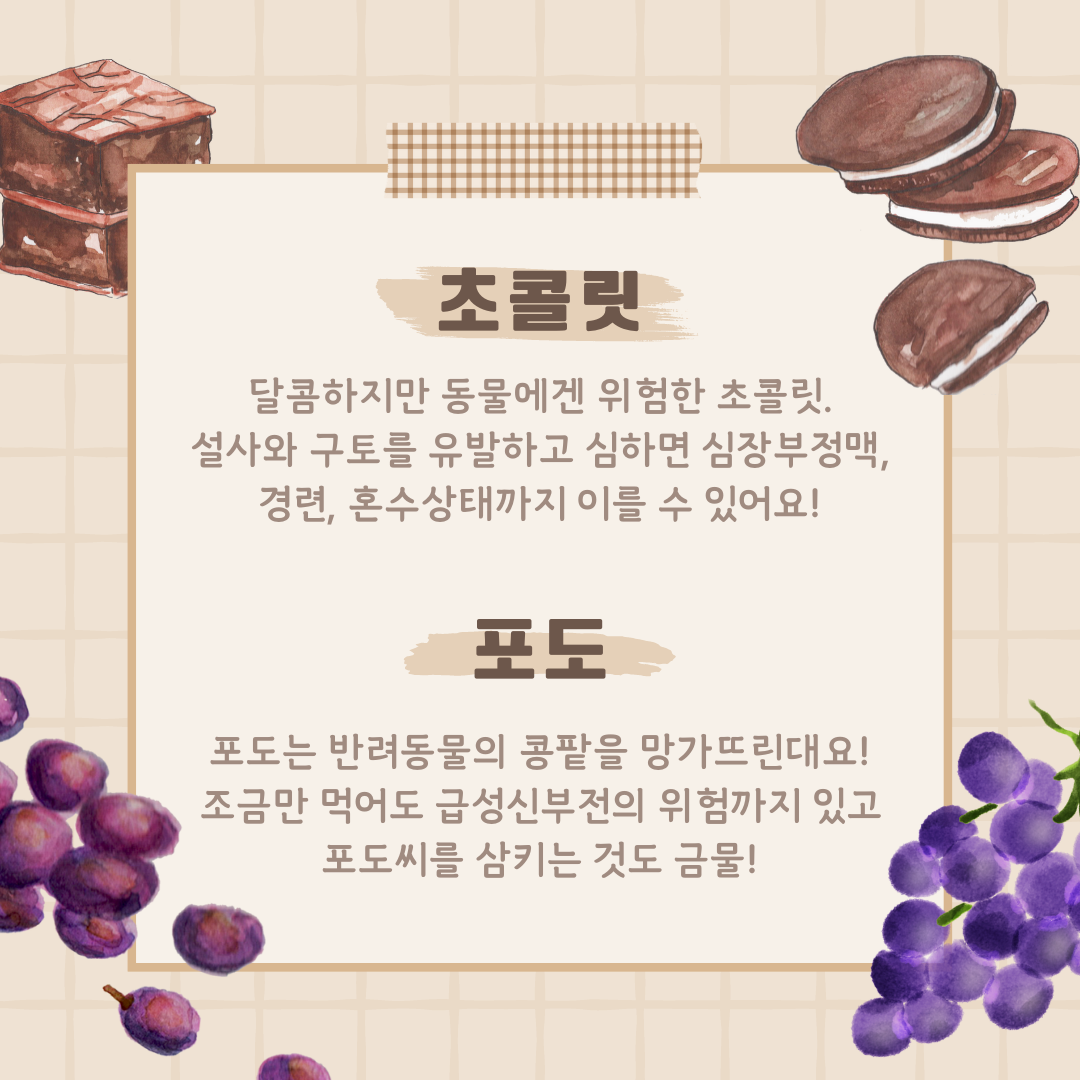 초콜릿
달콤하지만 동물에겐 위험한 초콜릿.
설사와 구토를 유발하고 심하면 심장부정맥,
경련, 혼수상태까지 이를 수 있어요!
포도
포도는 반려동물의 콩팥을 망가뜨린대요!
조금만 먹어도 급성신부전의 위험까지 있고
포도씨를 삼키는 것도 금물!